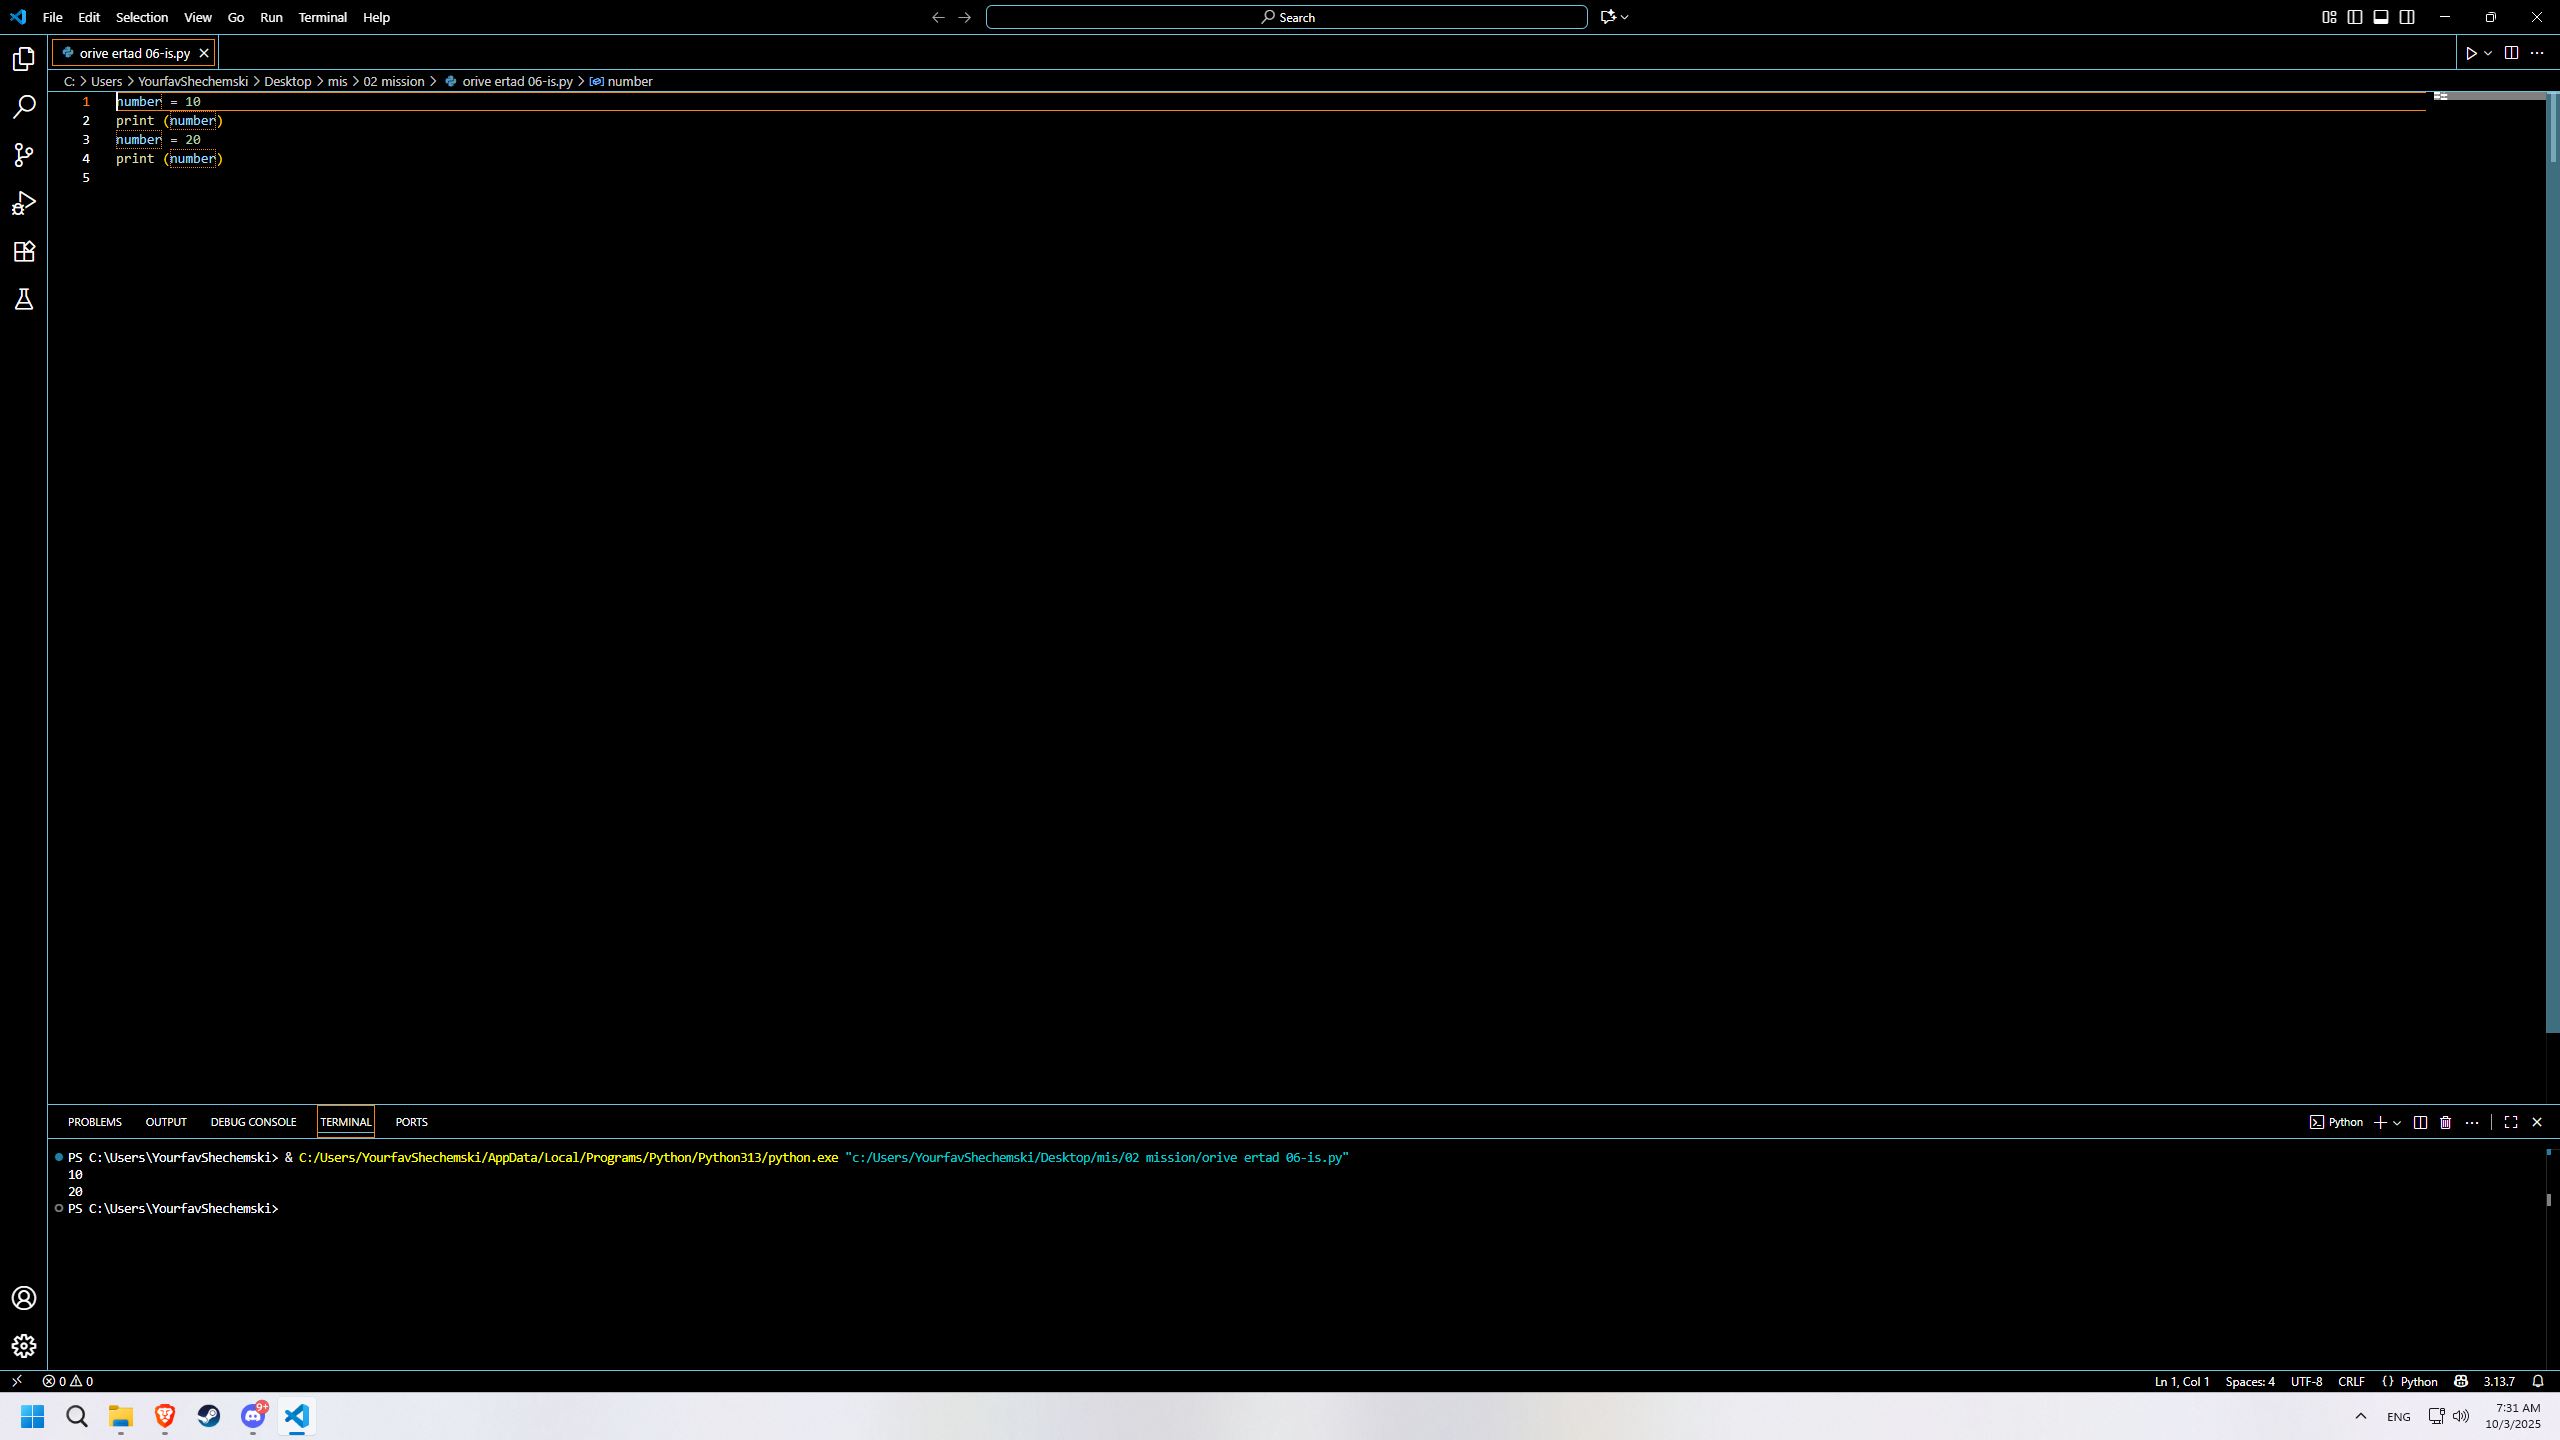 File Edit Selection View Go Run Terminal Help
Search
orive ertad 06-is.py
C: > Users > YourfavShechemski > Desktop > mis > 02 mission > orive ertad 06-is.py > number
1 number = 10
2 print (number)
3 number = 20
4 print (number)
5
PROBLEMS OUTPUT DEBUG CONSOLE TERMINAL PORTS
Python
PS C:\Users\YourfavShechemski> & C:/Users/YourfavShechemski/AppData/Local/Programs/Python/Python313/python.exe "c:/Users/YourfavShechemski/Desktop/mis/02 mission/orive ertad 06-is.py"
10
20
PS C:\Users\YourfavShechemski>
0 0
Ln 1, Col 1 Spaces: 4 UTF-8 CRLF {} Python 3.13.7
9+
ENG
7:31 AM
10/3/2025